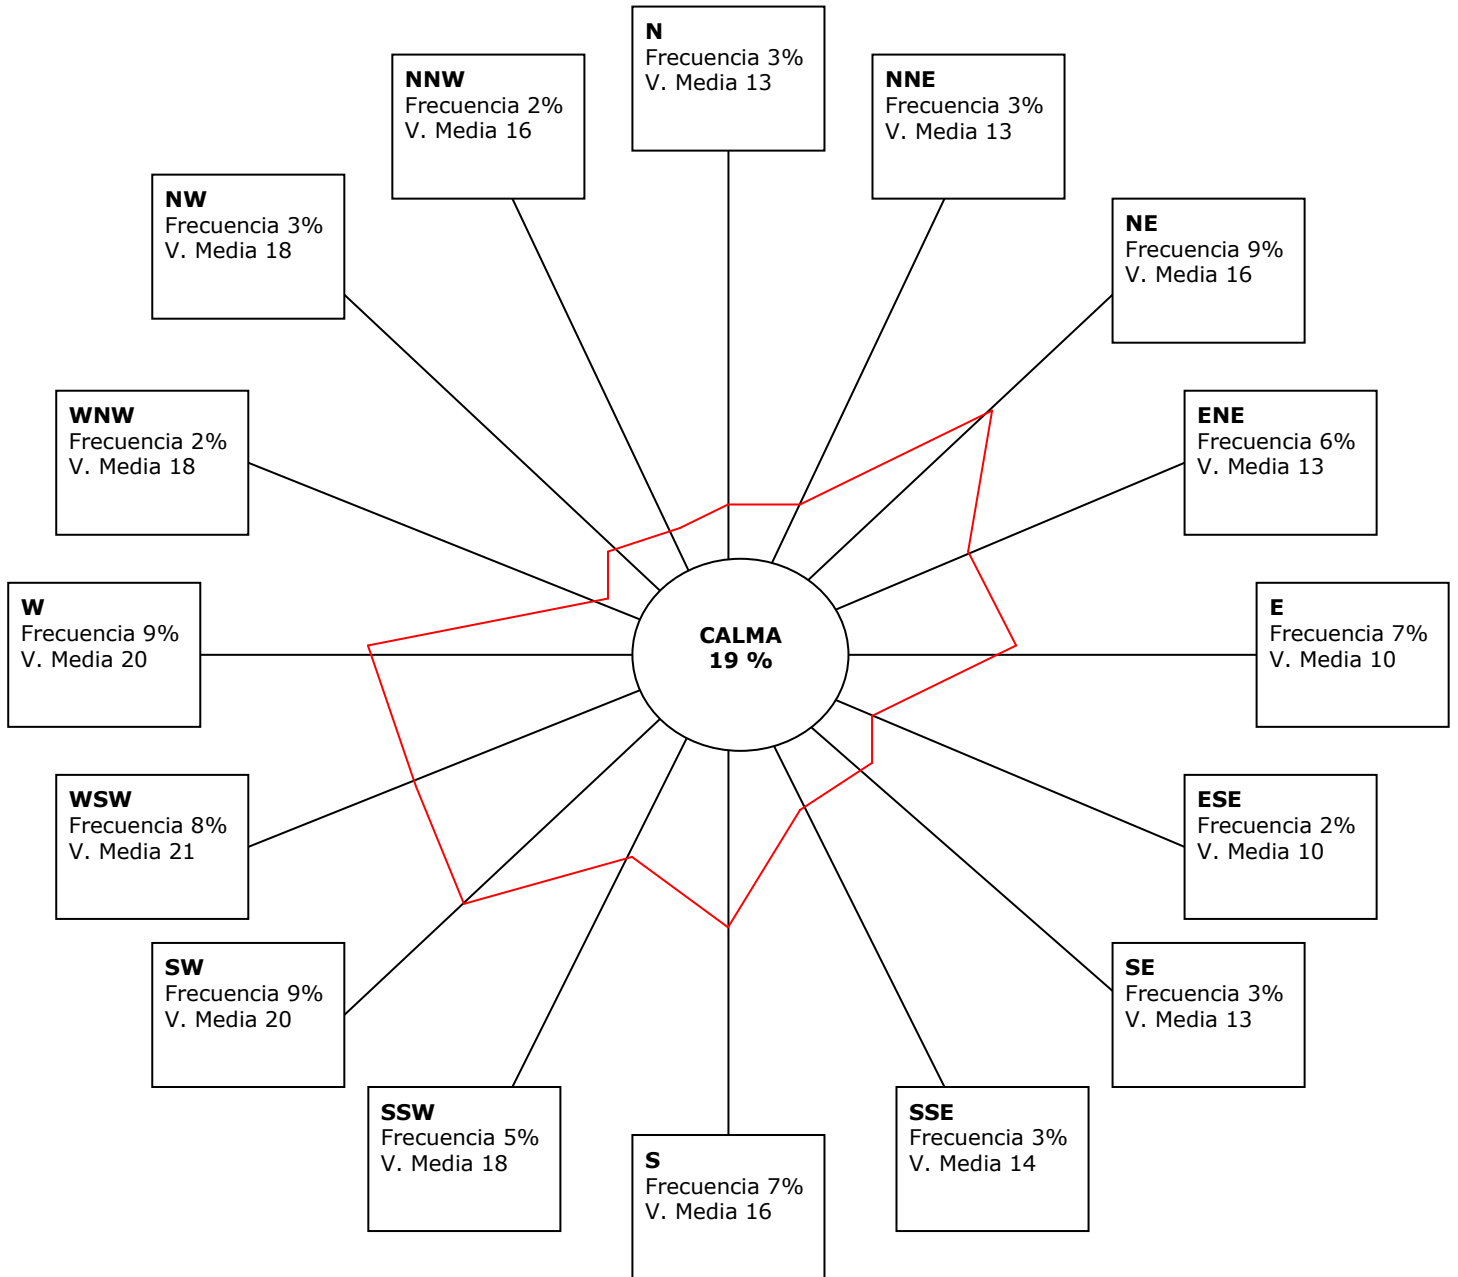 N
Frecuencia 3%
V. Media 13
NNW
Frecuencia 2%
V. Media 16
NNE
Frecuencia 3%
V. Media 13
NW
Frecuencia 3%
V. Media 18
NE
Frecuencia 9%
V. Media 16
WNW
Frecuencia 2%
V. Media 18
ENE
Frecuencia 6%
V. Media 13
W
Frecuencia 9%
V. Media 20
CALMA
19 %
E
Frecuencia 7%
V. Media 10
WSW
Frecuencia 8%
V. Media 21
ESE
Frecuencia 2%
V. Media 10
SW
Frecuencia 9%
V. Media 20
SE
Frecuencia 3%
V. Media 13
SSW
Frecuencia 5%
V. Media 18
S
Frecuencia 7%
V. Media 16
SSE
Frecuencia 3%
V. Media 14